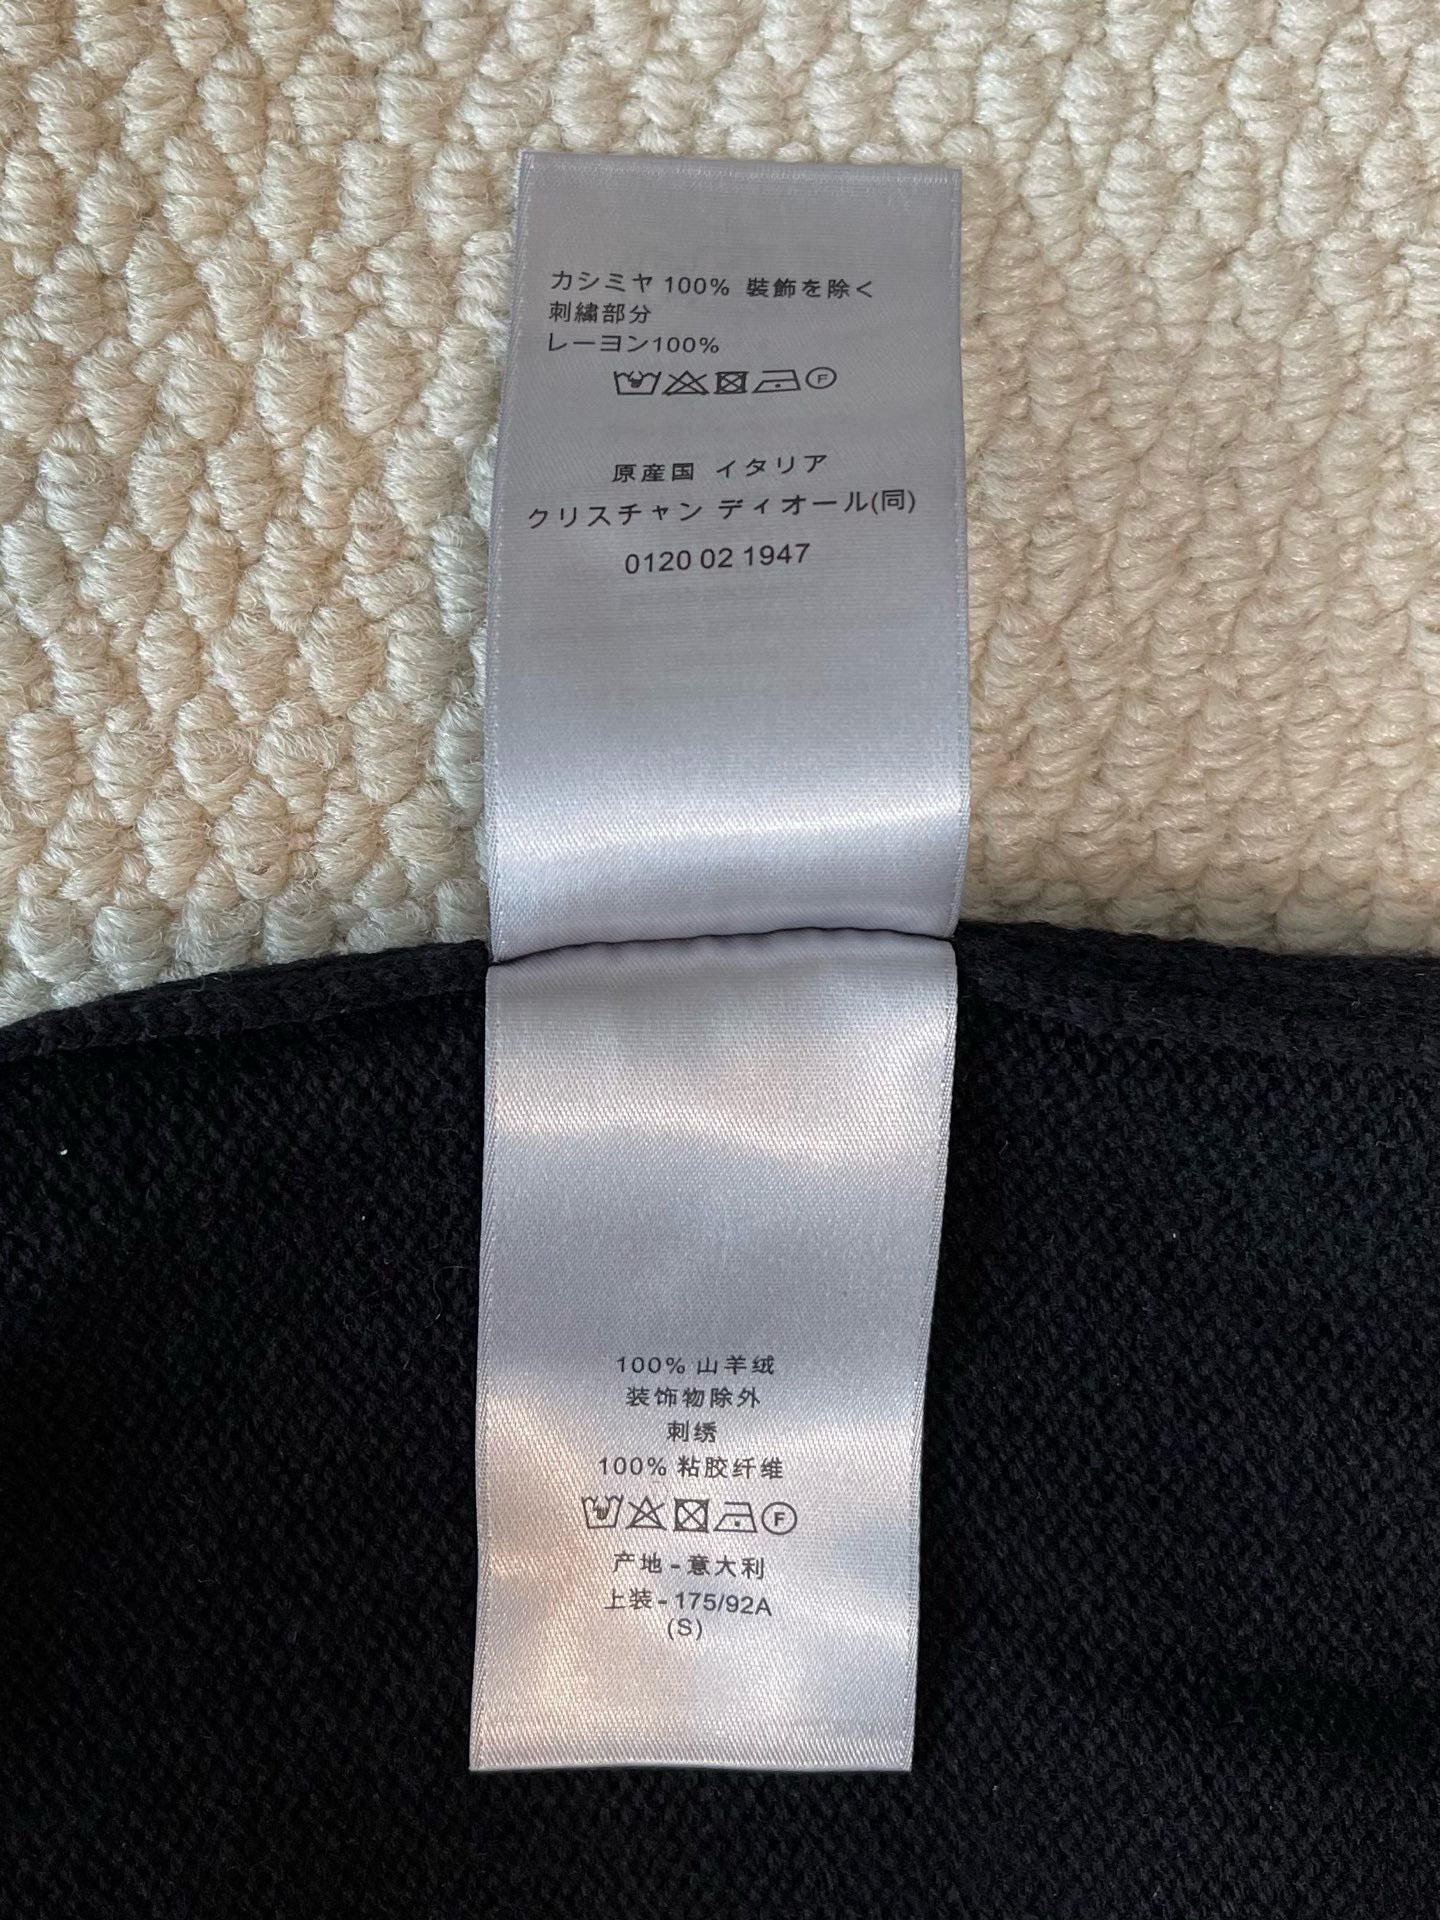 カシミヤ 100% 装飾を除く
刺繍部分
レーヨン100%
F
原産国 イタリア
クリスチャン ディオール(同)
0120 02 1947
100% 山羊绒
装饰物除外
刺绣
100% 粘胶纤维
F
产地 - 意大利
上装 - 175/92A
(S)